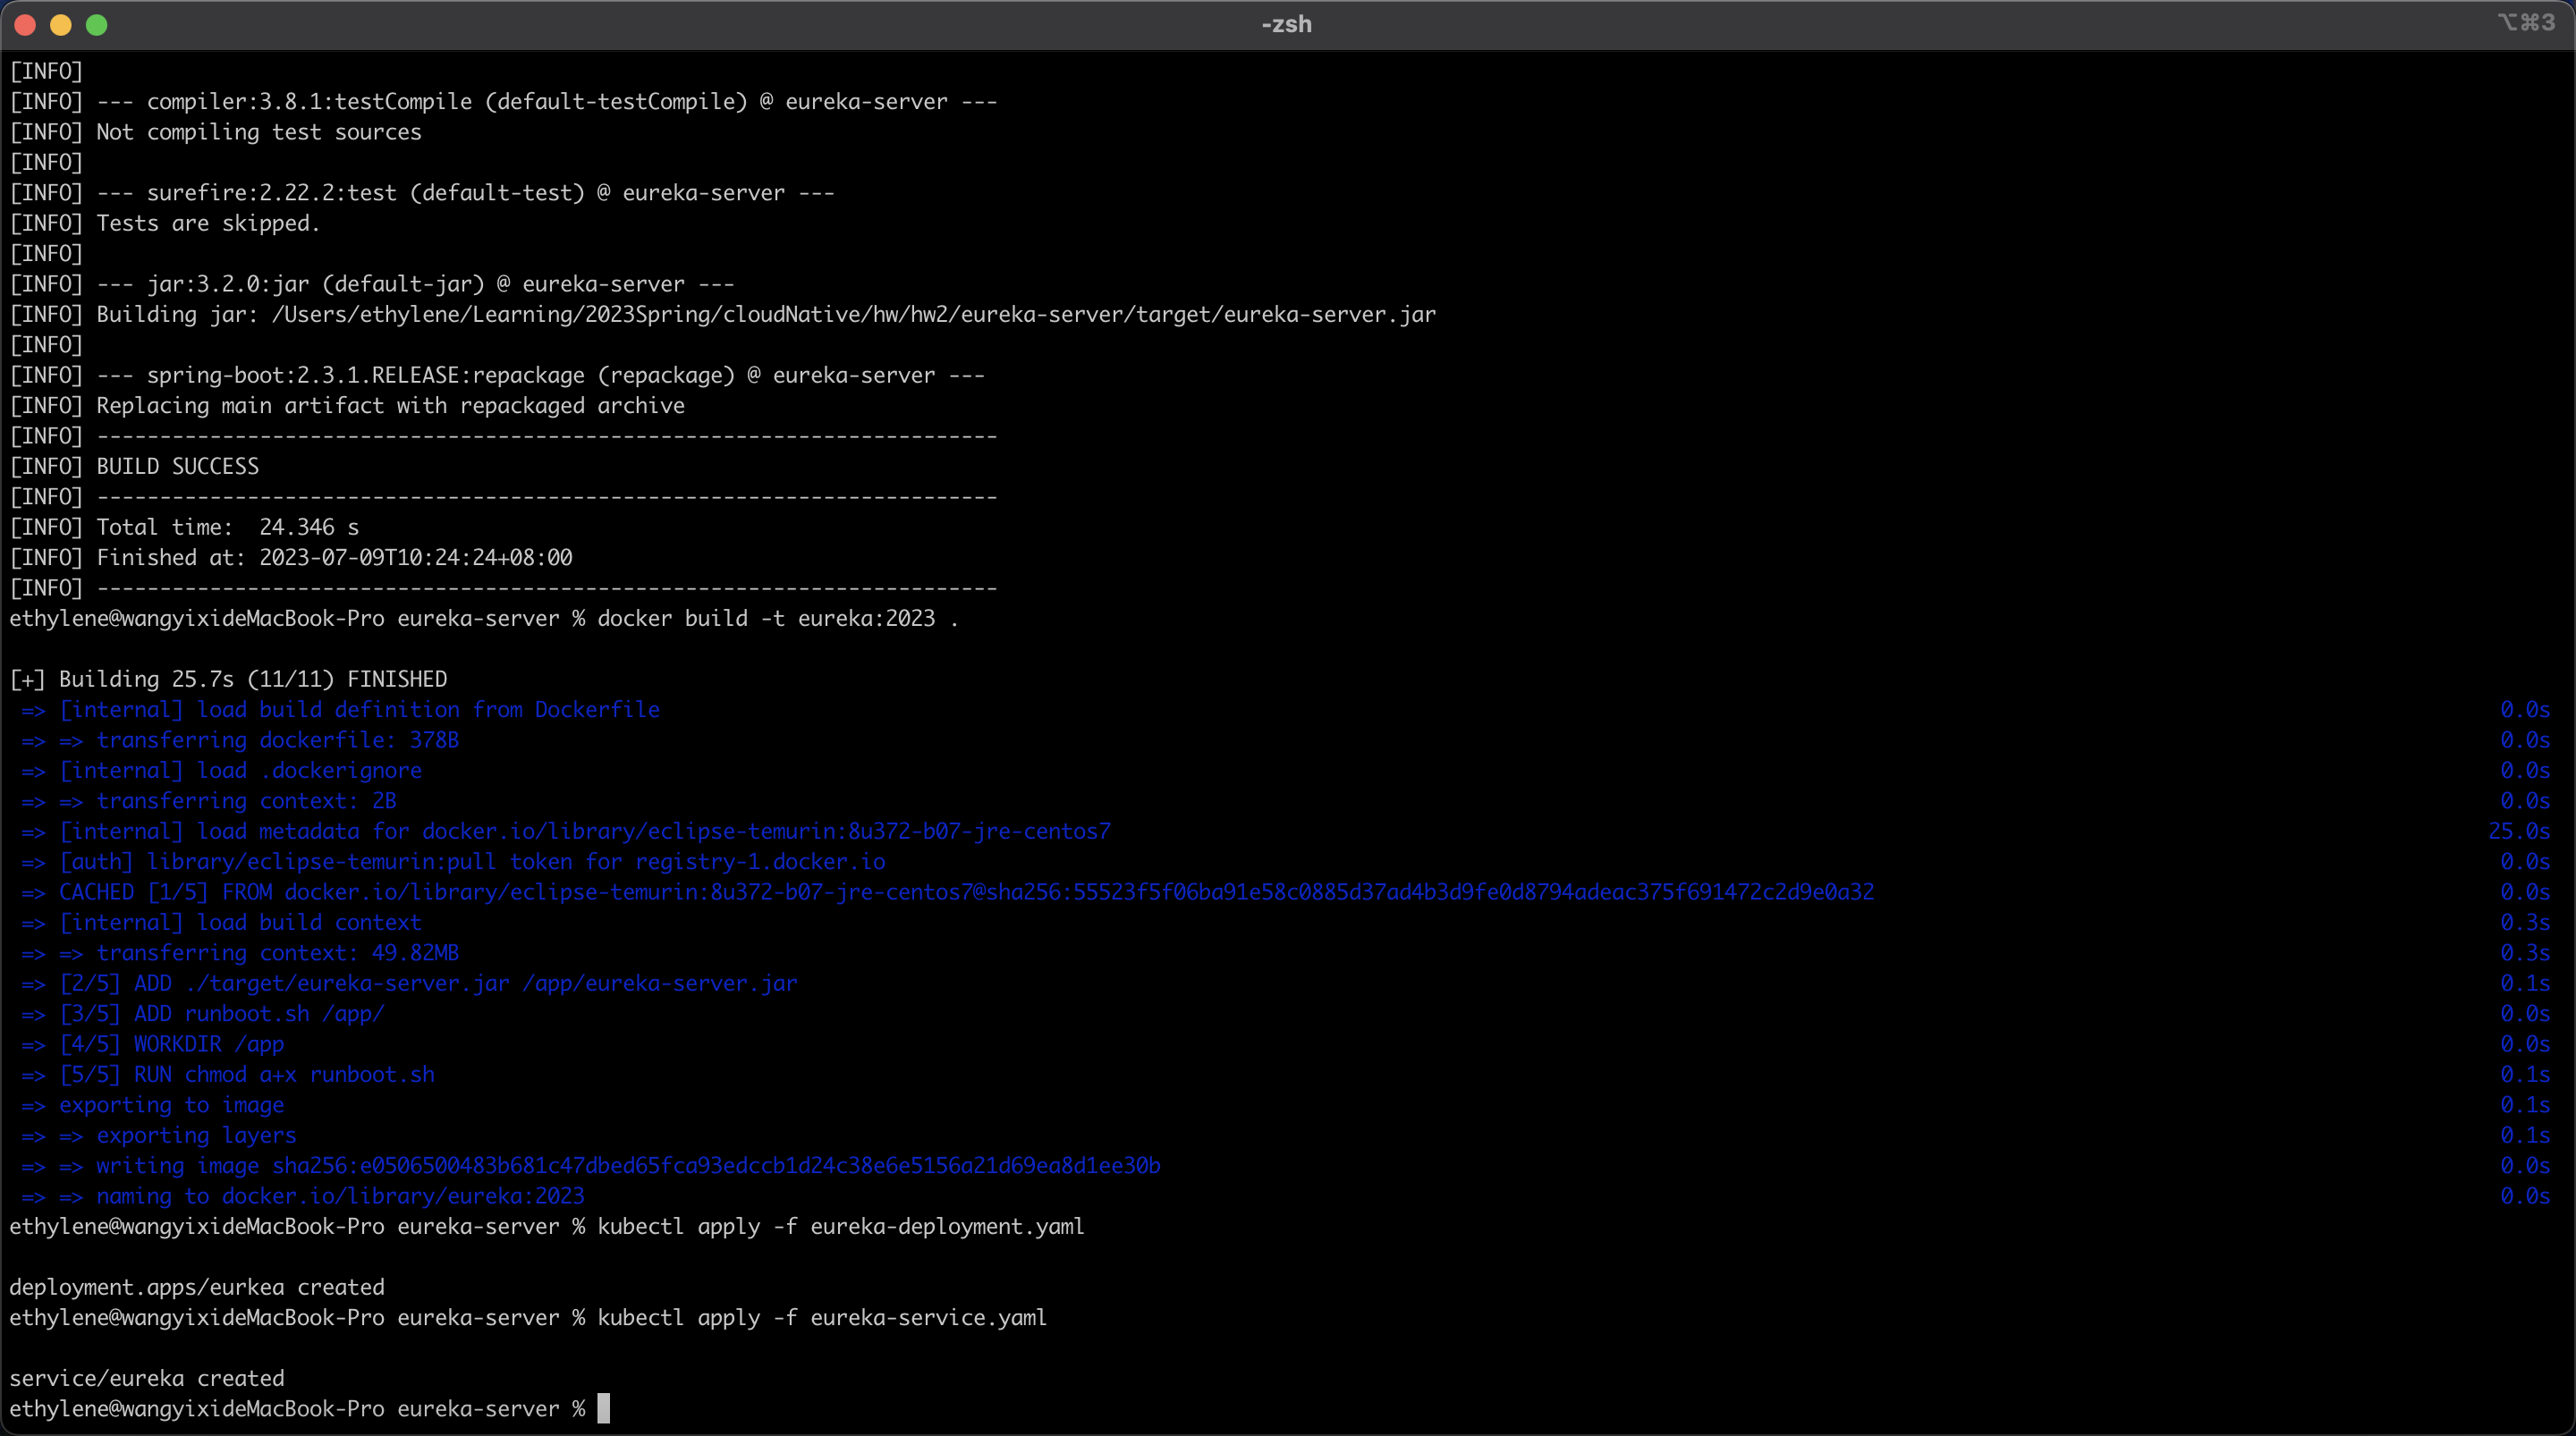 -zsh
⌥⌘3
[INFO]
[INFO] --- compiler:3.8.1:testCompile (default-testCompile) @ eureka-server ---
[INFO] Not compiling test sources
[INFO]
[INFO] --- surefire:2.22.2:test (default-test) @ eureka-server ---
[INFO] Tests are skipped.
[INFO]
[INFO] --- jar:3.2.0:jar (default-jar) @ eureka-server ---
[INFO] Building jar: /Users/ethylene/Learning/2023Spring/cloudNative/hw/hw2/eureka-server/target/eureka-server.jar
[INFO]
[INFO] --- spring-boot:2.3.1.RELEASE:repackage (repackage) @ eureka-server ---
[INFO] Replacing main artifact with repackaged archive
[INFO] ------------------------------------------------------------------------
[INFO] BUILD SUCCESS
[INFO] ------------------------------------------------------------------------
[INFO] Total time:  24.346 s
[INFO] Finished at: 2023-07-09T10:24:24+08:00
[INFO] ------------------------------------------------------------------------
ethylene@wangyixideMacBook-Pro eureka-server % docker build -t eureka:2023 .
[+] Building 25.7s (11/11) FINISHED
=> [internal] load build definition from Dockerfile 0.0s
=> => transferring dockerfile: 378B 0.0s
=> [internal] load .dockerignore 0.0s
=> => transferring context: 2B 0.0s
=> [internal] load metadata for docker.io/library/eclipse-temurin:8u372-b07-jre-centos7 25.0s
=> [auth] library/eclipse-temurin:pull token for registry-1.docker.io 0.0s
=> CACHED [1/5] FROM docker.io/library/eclipse-temurin:8u372-b07-jre-centos7@sha256:55523f5f06ba91e58c0885d37ad4b3d9fe0d8794adeac375f691472c2d9e0a32 0.0s
=> [internal] load build context 0.3s
=> => transferring context: 49.82MB 0.3s
=> [2/5] ADD ./target/eureka-server.jar /app/eureka-server.jar 0.1s
=> [3/5] ADD runboot.sh /app/ 0.0s
=> [4/5] WORKDIR /app 0.0s
=> [5/5] RUN chmod a+x runboot.sh 0.1s
=> exporting to image 0.1s
=> => exporting layers 0.1s
=> => writing image sha256:e0506500483b681c47dbed65fca93edccb1d24c38e6e5156a21d69ea8d1ee30b 0.0s
=> => naming to docker.io/library/eureka:2023 0.0s
ethylene@wangyixideMacBook-Pro eureka-server % kubectl apply -f eureka-deployment.yaml
deployment.apps/eurkea created
ethylene@wangyixideMacBook-Pro eureka-server % kubectl apply -f eureka-service.yaml
service/eureka created
ethylene@wangyixideMacBook-Pro eureka-server %